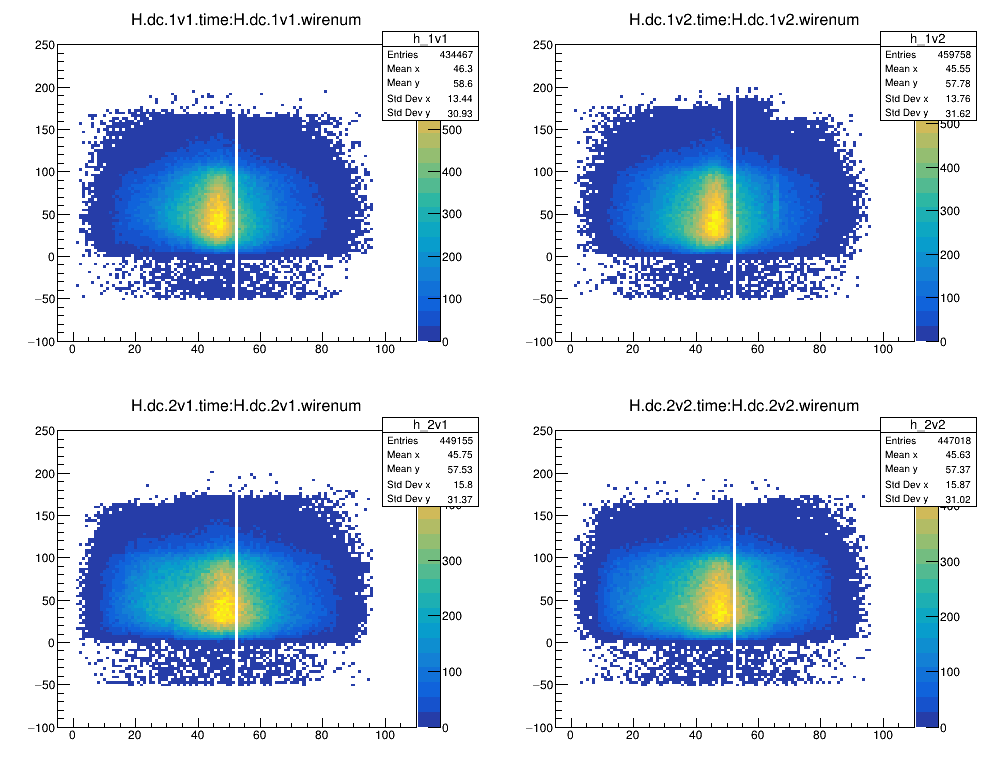 H.dc.1v1.time:H.dc.1v1.wirenum
h_1v1
Entries 434467
Mean x 46.3
Mean y 58.6
Std Dev x 13.44
Std Dev y 30.93
250
200
150
100
50
0
−50
−100
0 20 40 60 80 100
500
400
300
200
100
0
H.dc.1v2.time:H.dc.1v2.wirenum
h_1v2
Entries 459758
Mean x 45.55
Mean y 57.78
Std Dev x 13.76
Std Dev y 31.62
250
200
150
100
50
0
−50
−100
0 20 40 60 80 100
500
400
300
200
100
0
H.dc.2v1.time:H.dc.2v1.wirenum
h_2v1
Entries 449155
Mean x 45.75
Mean y 57.53
Std Dev x 15.8
Std Dev y 31.37
250
200
150
100
50
0
−50
−100
0 20 40 60 80 100
300
200
100
0
H.dc.2v2.time:H.dc.2v2.wirenum
h_2v2
Entries 447018
Mean x 45.63
Mean y 57.37
Std Dev x 15.87
Std Dev y 31.02
250
200
150
100
50
0
−50
−100
0 20 40 60 80 100
300
200
100
0